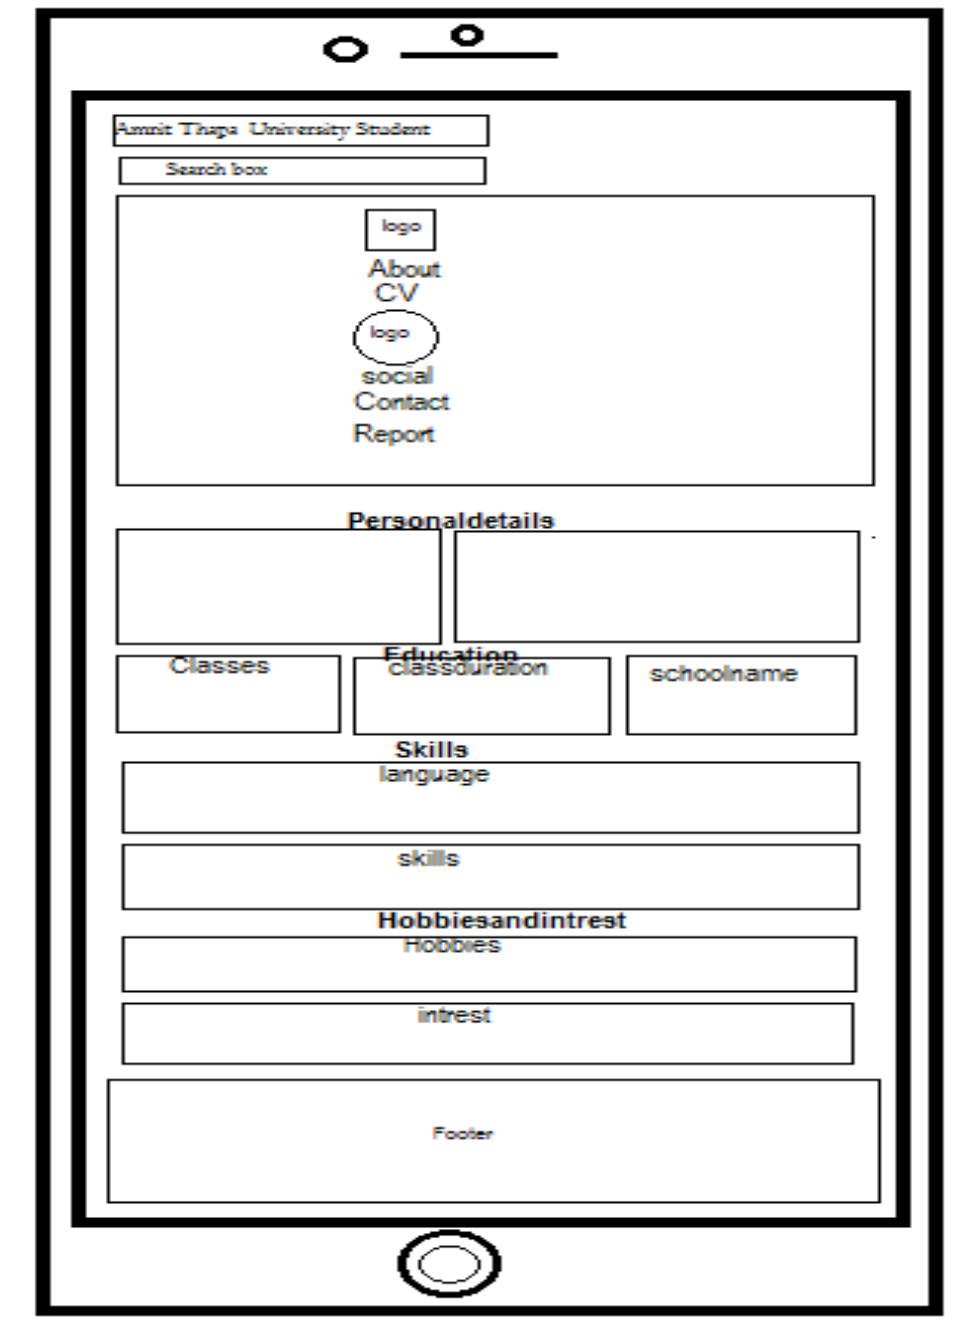 Amrit Thapa University Student
Search box
logo
About
CV
logo
social
Contact
Report
Personaldetails
Education
Classes
classduration
schoolname
Skills
language
skills
Hobbiesandintrest
Hobbies
intrest
Footer